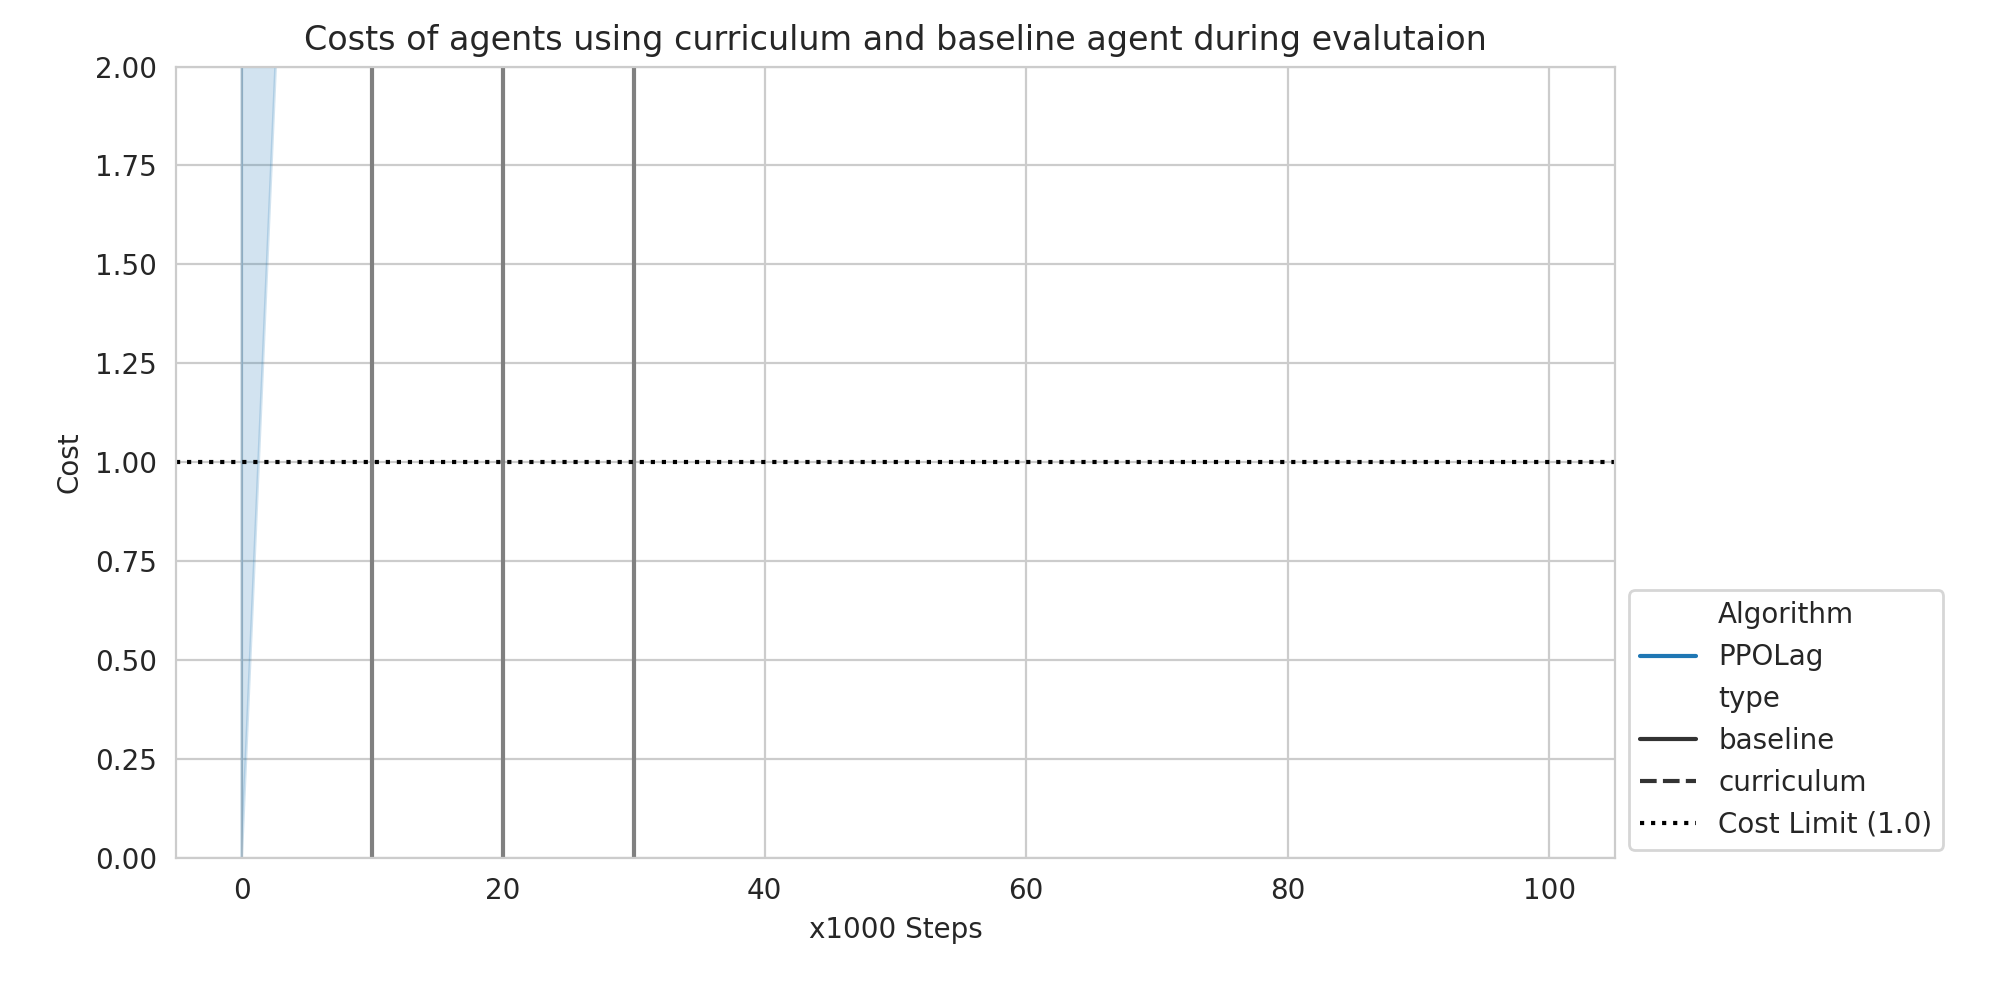 Costs of agents using curriculum and baseline agent during evalutaion
2.00
1.75
1.50
1.25
1.00
0.75
0.50
0.25
0.00
Cost
0 20 40 60 80 100
x1000 Steps
Algorithm
PPOLag
type
baseline
curriculum
Cost Limit (1.0)